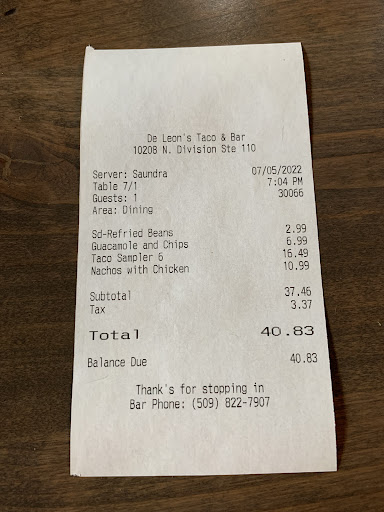 De Leon's Taco & Bar
10208 N. Division Ste 110
Server: Saundra 07/05/2022
Table 7/1 7:04 PM
Guests: 1 30066
Area: Dining
Sd-Refried Beans 2.99
Guacamole and Chips 6.99
Taco Sampler 6 16.49
Nachos with Chicken 10.99
Subtotal 37.46
Tax 3.37
Total 40.83
Balance Due 40.83
Thank's for stopping in
Bar Phone: (509) 822-7907